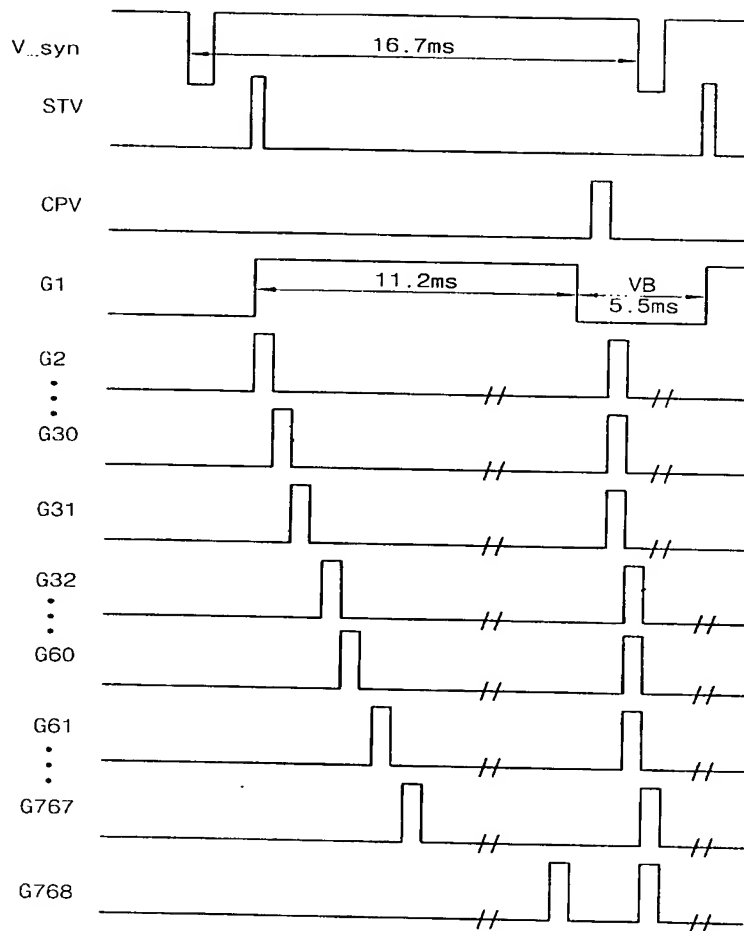 V_syn
16.7ms
STV
CPV
G1
11.2ms
VB
5.5ms
G2
G30
G31
G32
G60
G61
G767
G768